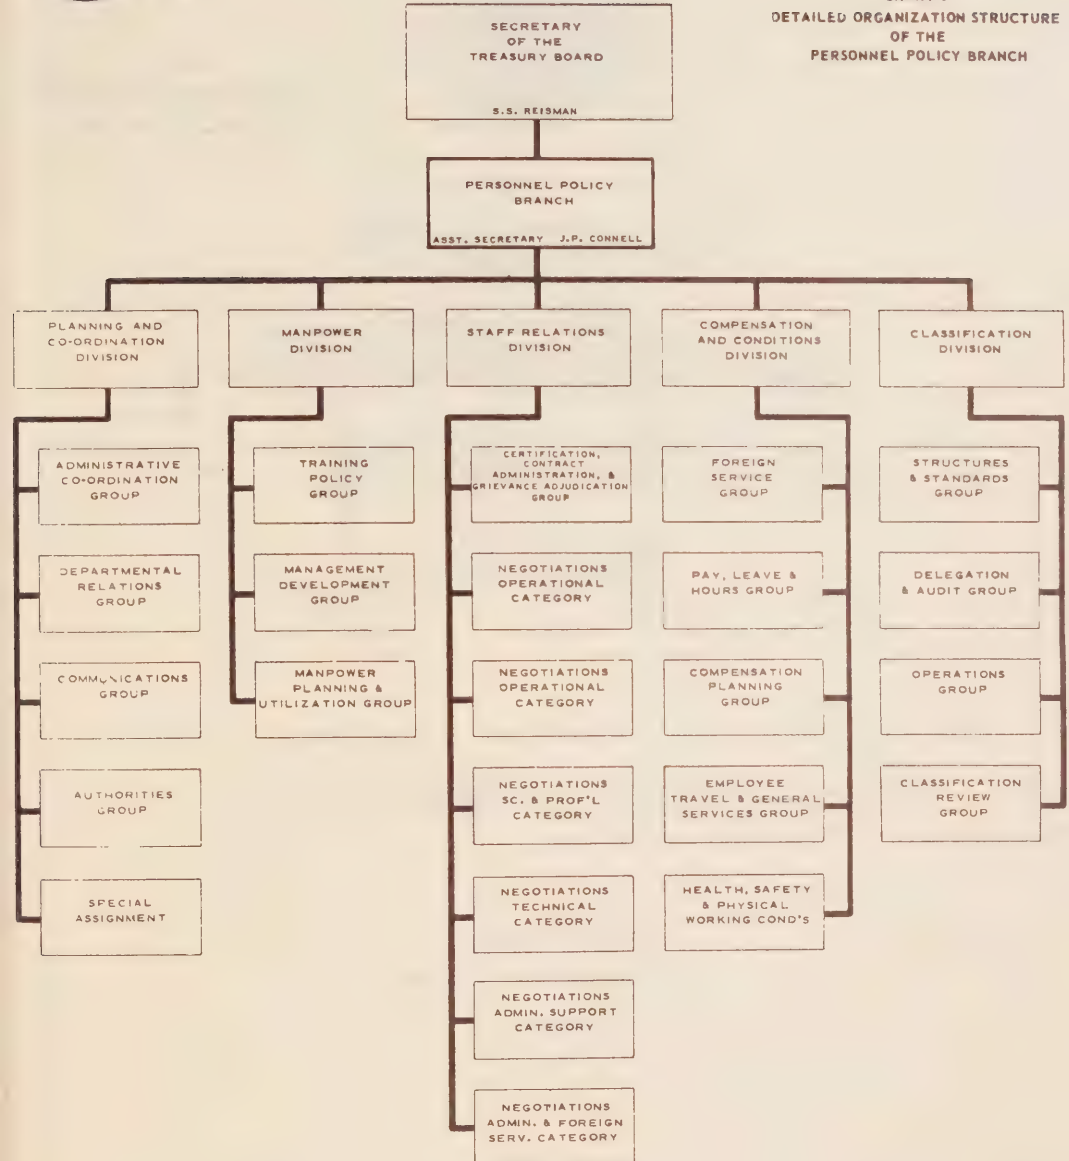 DETAILED ORGANIZATION STRUCTURE
OF THE
PERSONNEL POLICY BRANCH
SECRETARY
OF THE
TREASURY BOARD
S.S. REISMAN
PERSONNEL POLICY
BRANCH
ASST. SECRETARY J.P. CONNELL
PLANNING AND
CO-ORDINATION
DIVISION
ADMINISTRATIVE
CO-ORDINATION
GROUP
DEPARTMENTAL
RELATIONS
GROUP
COMMUNICATIONS
GROUP
AUTHORITIES
GROUP
SPECIAL
ASSIGNMENT
MANPOWER
DIVISION
TRAINING
POLICY
GROUP
MANAGEMENT
DEVELOPMENT
GROUP
MANPOWER
PLANNING &
UTILIZATION GROUP
STAFF RELATIONS
DIVISION
CERTIFICATION,
CONTRACT
ADMINISTRATION, &
GRIEVANCE ADJUDICATION
GROUP
NEGOTIATIONS
OPERATIONAL
CATEGORY
NEGOTIATIONS
OPERATIONAL
CATEGORY
NEGOTIATIONS
SC. & PROF'L
CATEGORY
NEGOTIATIONS
TECHNICAL
CATEGORY
NEGOTIATIONS
ADMIN. SUPPORT
CATEGORY
NEGOTIATIONS
ADMIN. & FOREIGN
SERV. CATEGORY
COMPENSATION
AND CONDITIONS
DIVISION
FOREIGN
SERVICE
GROUP
PAY, LEAVE &
HOURS GROUP
COMPENSATION
PLANNING
GROUP
EMPLOYEE
TRAVEL & GENERAL
SERVICES GROUP
HEALTH, SAFETY
& PHYSICAL
WORKING COND'S
CLASSIFICATION
DIVISION
STRUCTURES
& STANDARDS
GROUP
DELEGATION
& AUDIT GROUP
OPERATIONS
GROUP
CLASSIFICATION
REVIEW
GROUP